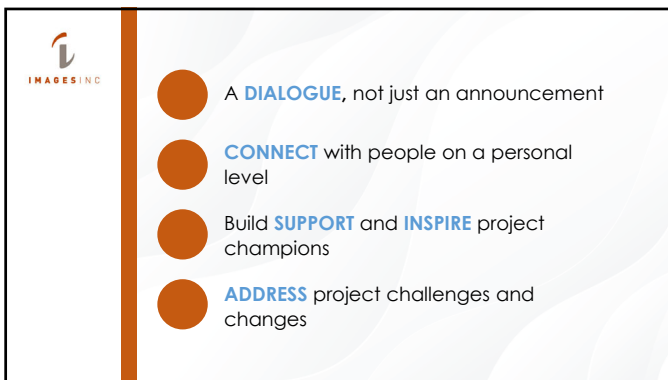 IMAGESINC
A DIALOGUE, not just an announcement
CONNECT with people on a personal
level
Build SUPPORT and INSPIRE project
champions
ADDRESS project challenges and
changes